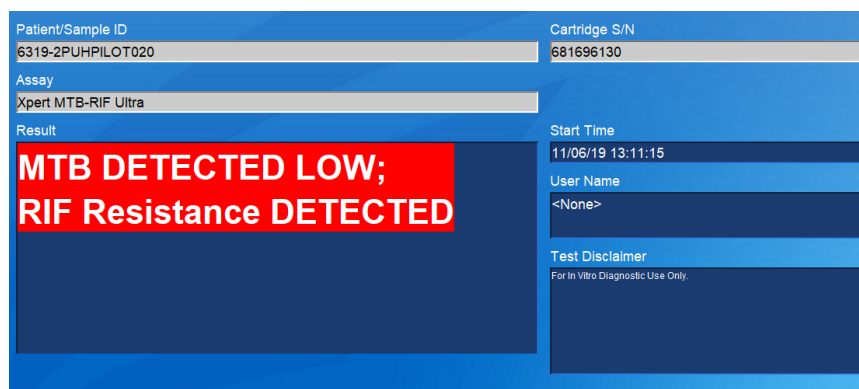 Patient/Sample ID
6319-2PUHPILOT020
Cartridge S/N
681696130
Assay
Xpert MTB-RIF Ultra
Result
MTB DETECTED LOW;
RIF Resistance DETECTED
Start Time
11/06/19 13:11:15
User Name
<None>
Test Disclaimer
For In Vitro Diagnostic Use Only.